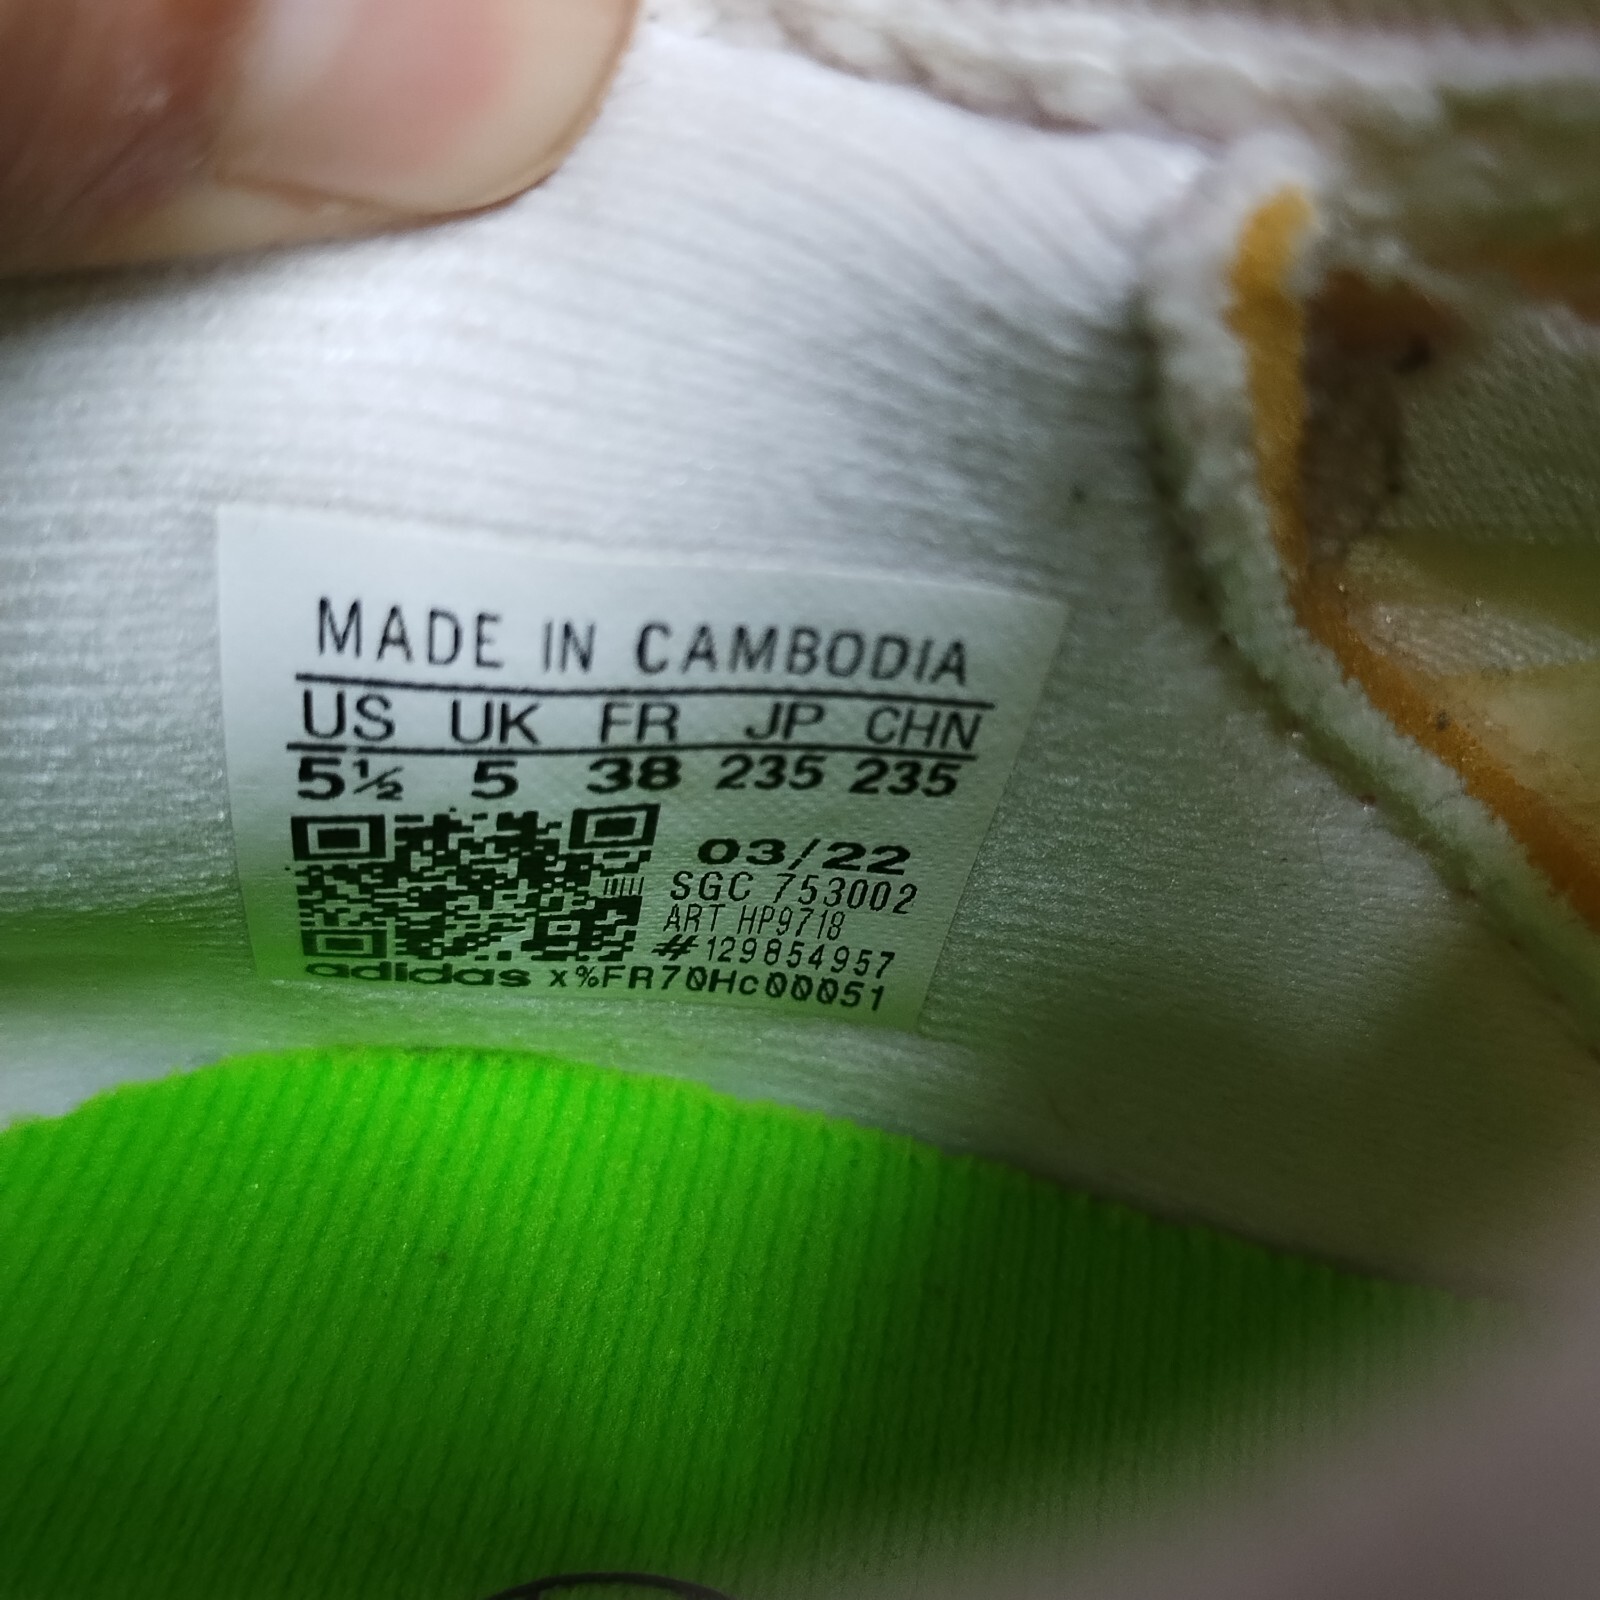 MADE IN CAMBODIA
US UK FR JP CHN
5½ 5 38 235 235
03/22
SGC 753002
ART HP9718
#129854957
adidas x%FR70Hc00051